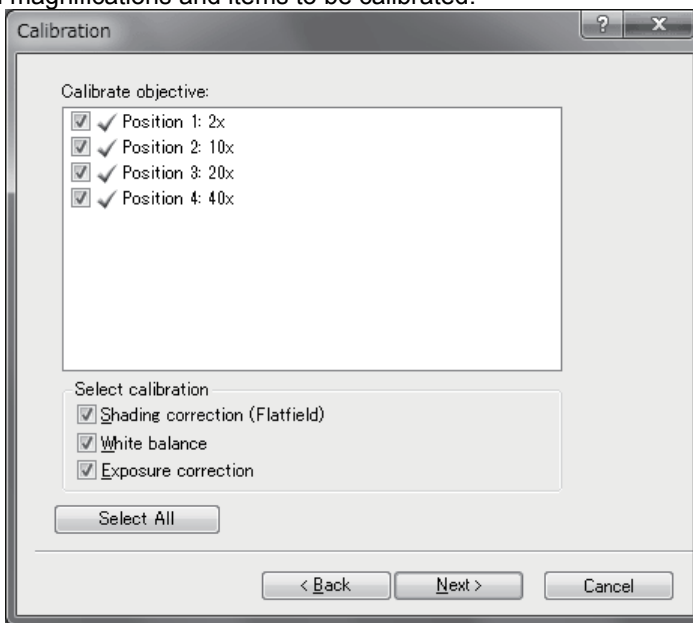 magnifications and items to be calibrated.
Calibration
? X
Calibrate objective:
Position 1: 2x
Position 2: 10x
Position 3: 20x
Position 4: 40x
Select calibration
Shading correction (Flatfield)
White balance
Exposure correction
Select All
< Back Next > Cancel